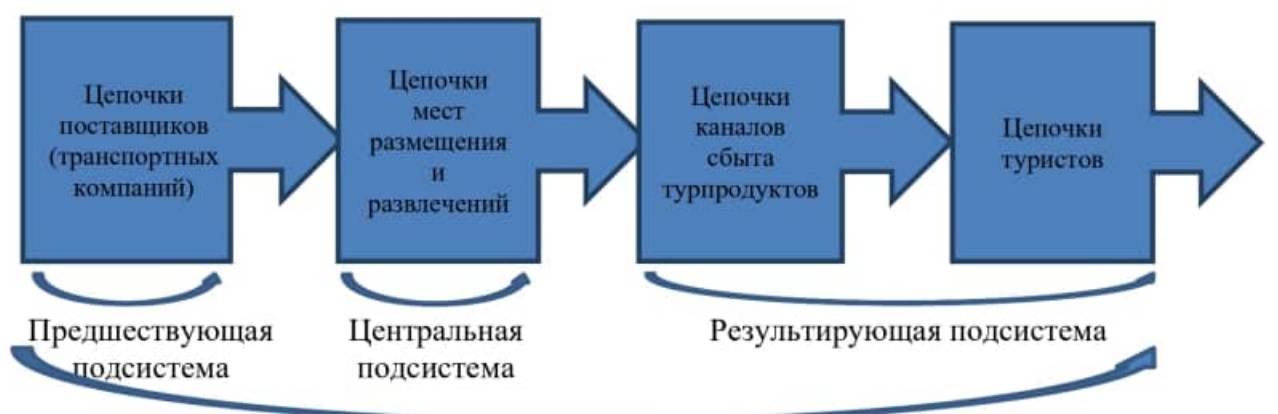 Цепочки
поставщиков
(транспортных
компаний)
Цепочки
мест
размещения
и
развлечений
Цепочки
каналов
сбыта
турпродуктов
Цепочки
туристов
Предшествующая
подсистема
Центральная
подсистема
Результирующая подсистема